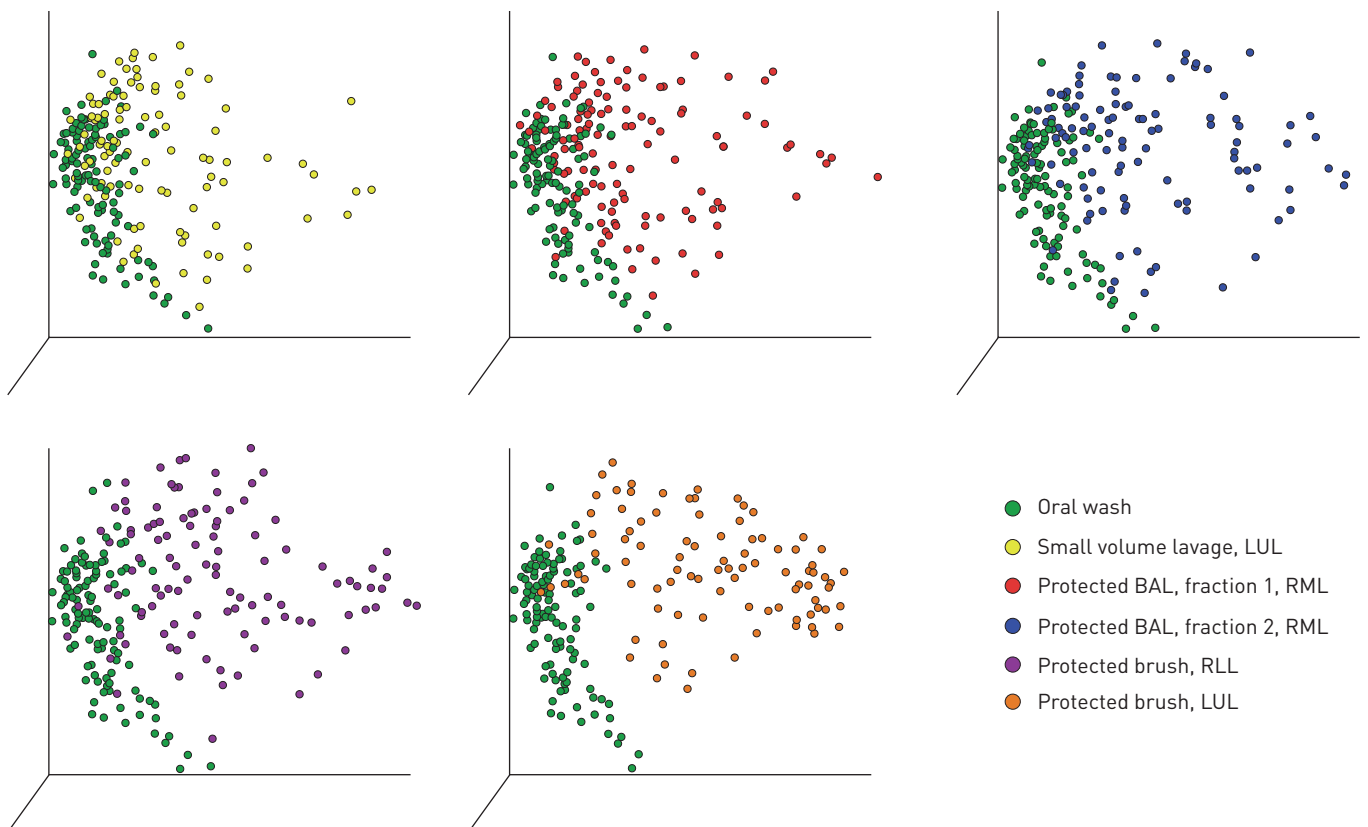 Oral wash
Small volume lavage, LUL
Protected BAL, fraction 1, RML
Protected BAL, fraction 2, RML
Protected brush, RLL
Protected brush, LUL